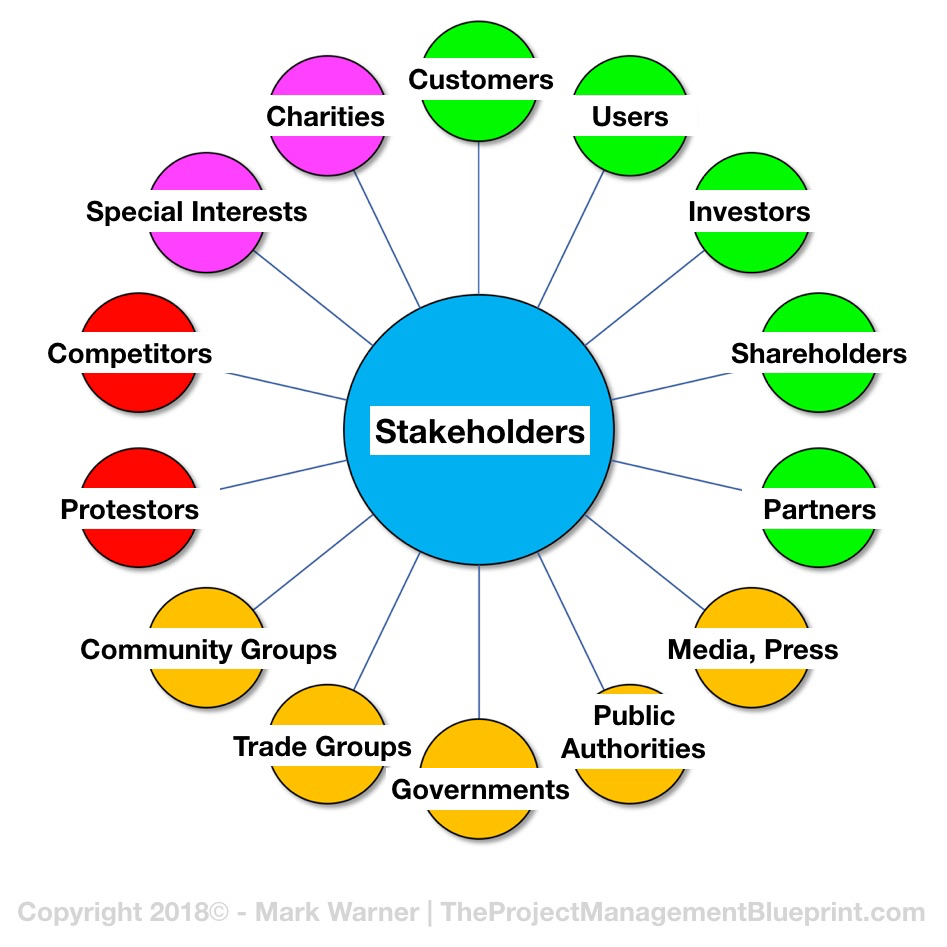 Customers
Charities
Users
Special Interests
Investors
Competitors
Shareholders
Stakeholders
Protestors
Partners
Community Groups
Media, Press
Trade Groups
Public
Authorities
Governments
Copyright 2018© - Mark Warner | TheProjectManagementBlueprint.com